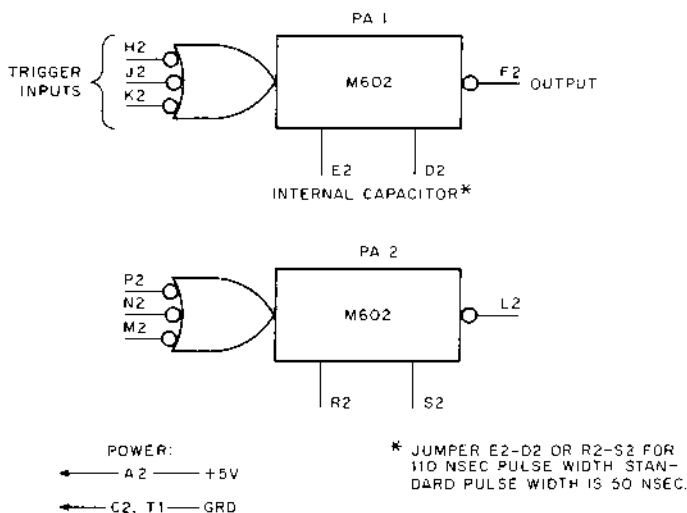 PA 1
H2
TRIGGER INPUTS
J2
K2
M602
F2 OUTPUT
E2
D2
INTERNAL CAPACITOR*
PA 2
P2
N2
M2
M602
L2
R2
S2
POWER:
A2 +5V
C2, T1 GRD
* JUMPER E2-D2 OR R2-S2 FOR
110 NSEC PULSE WIDTH STAN-
DARD PULSE WIDTH IS 50 NSEC.